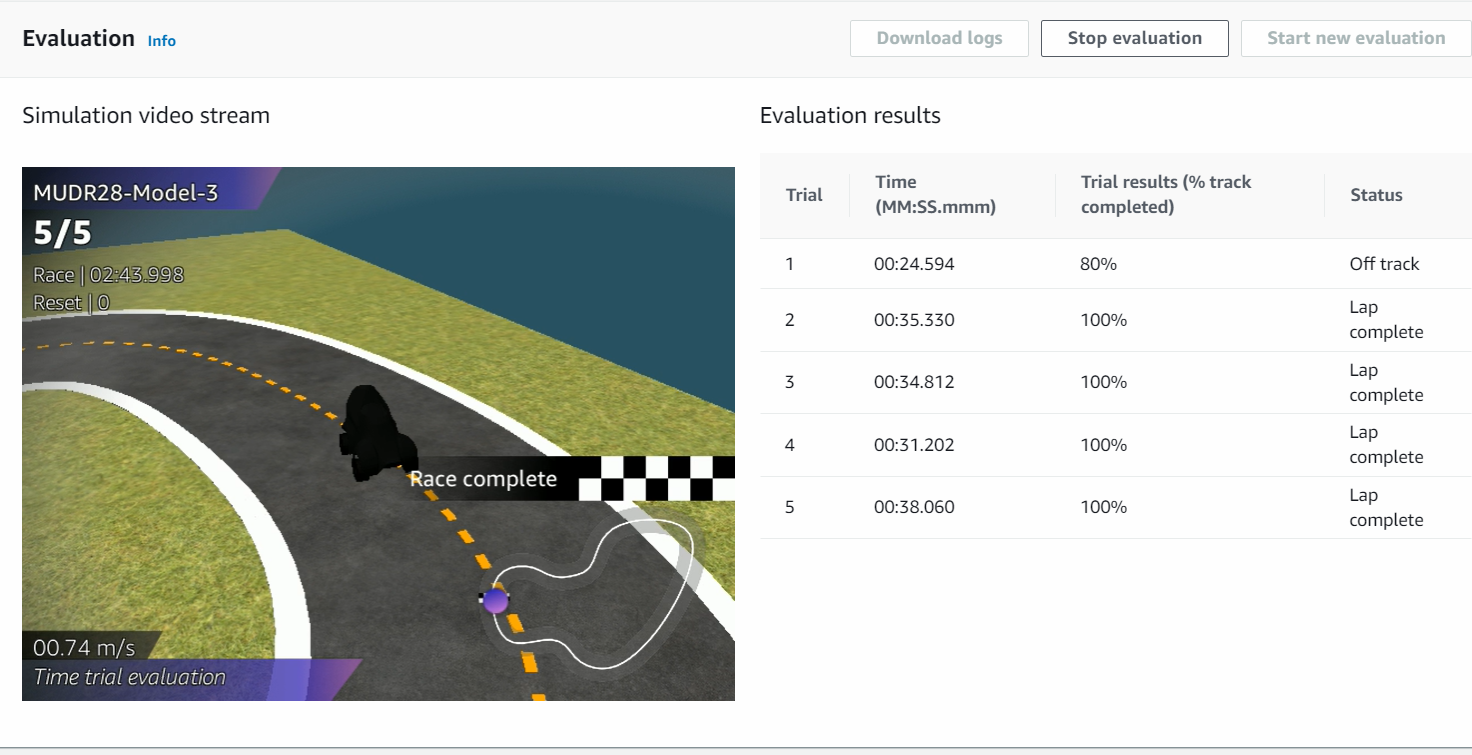 Evaluation Info
Download logs
Stop evaluation
Start new evaluation
Simulation video stream
MUDR28-Model-3
5/5
Race | 02:43.998
Reset | 0
Race complete
00.74 m/s
Time trial evaluation
Evaluation results
Trial
Time
(MM:SS.mmm)
Trial results (% track
completed)
Status
1 00:24.594 80% Off track
2 00:35.330 100% Lap
complete
3 00:34.812 100% Lap
complete
4 00:31.202 100% Lap
complete
5 00:38.060 100% Lap
complete